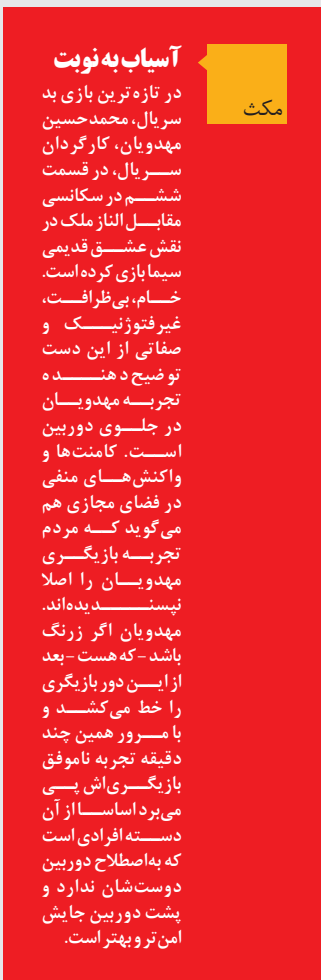 مکث
آسیاب به نوبت
در تازه‌ترین بازی بد
سریال، محمدحسین
مهدویان، کارگردان
سریال، در قسمت
ششم در سکانسی
مقابل الناز ملک در
نقش عشق قدیمی
سیما بازی کرده است.
خام، بی‌ظرافت،
غیرفتوژنیک و
صفاتی از این دست
توضیح دهنده
تجربه مهدویان
در جلوی دوربین
است. کامنت‌ها و
واکنش‌های منفی
در فضای مجازی هم
می‌گوید که مردم
تجربه بازیگری
مهدویان را اصلا
نپسندیده‌اند.
مهدویان اگر زرنگ
باشد - که هست - بعد
از این دور بازیگری
را خط می‌کشد و
با مرور همین چند
دقیقه تجربه ناموفق
بازیگری‌اش پی
می‌برد اساسا از آن
دسته افرادی است
که به‌اصطلاح دوربین
دوست‌شان ندارد و
پشت دوربین جایش
امن‌تر و بهتر است.